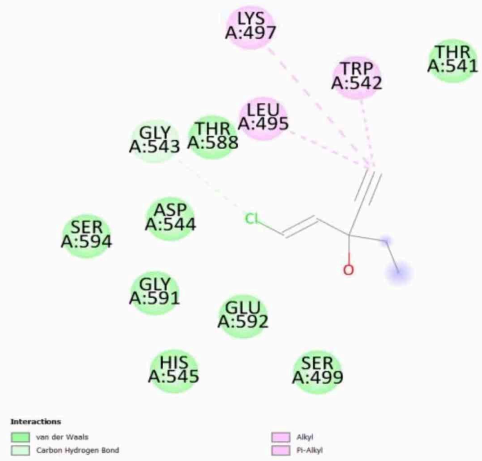 LYS
A:497
THR
A:541
TRP
A:542
LEU
A:495
GLY
A:543
THR
A:588
Cl
ASP
A:544
SER
A:594
O
GLY
A:591
GLU
A:592
HIS
A:545
SER
A:499
Interactions
van der Waals
Carbon Hydrogen Bond
Alkyl
Pi-Alkyl